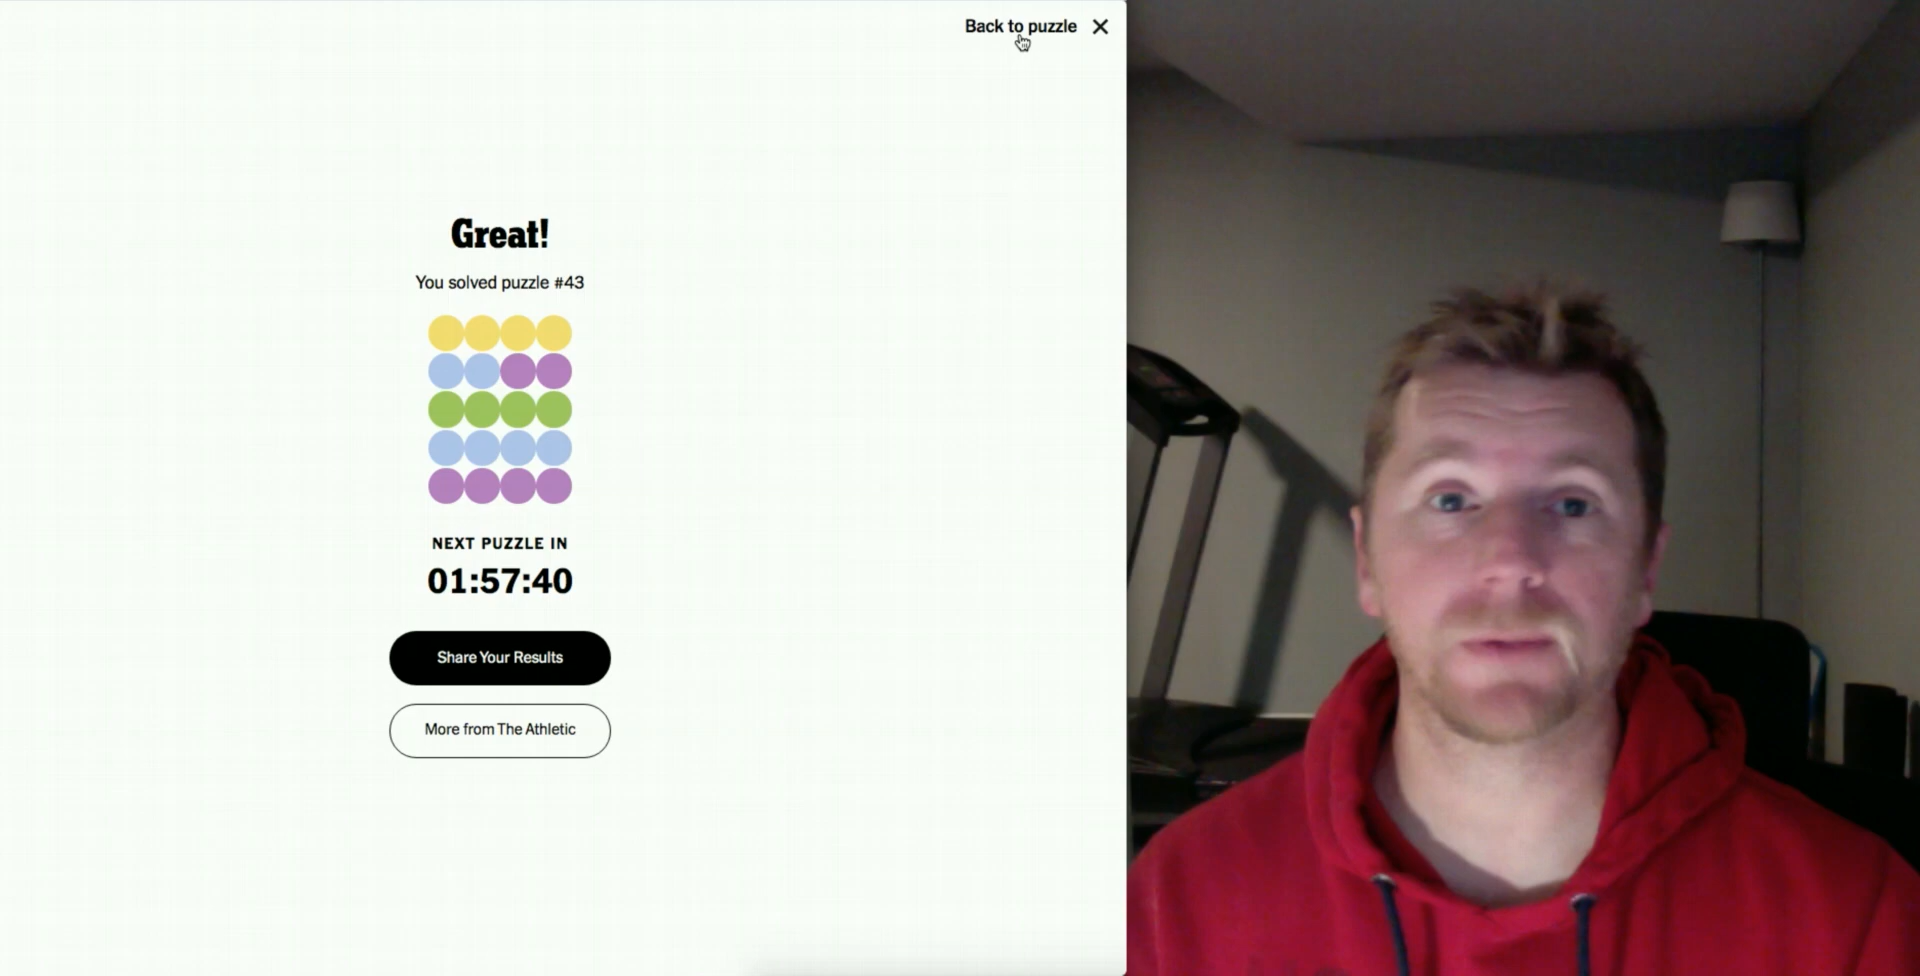 Back to puzzle
Great!
You solved puzzle #43
NEXT PUZZLE IN
01:57:40
Share Your Results
More from The Athletic